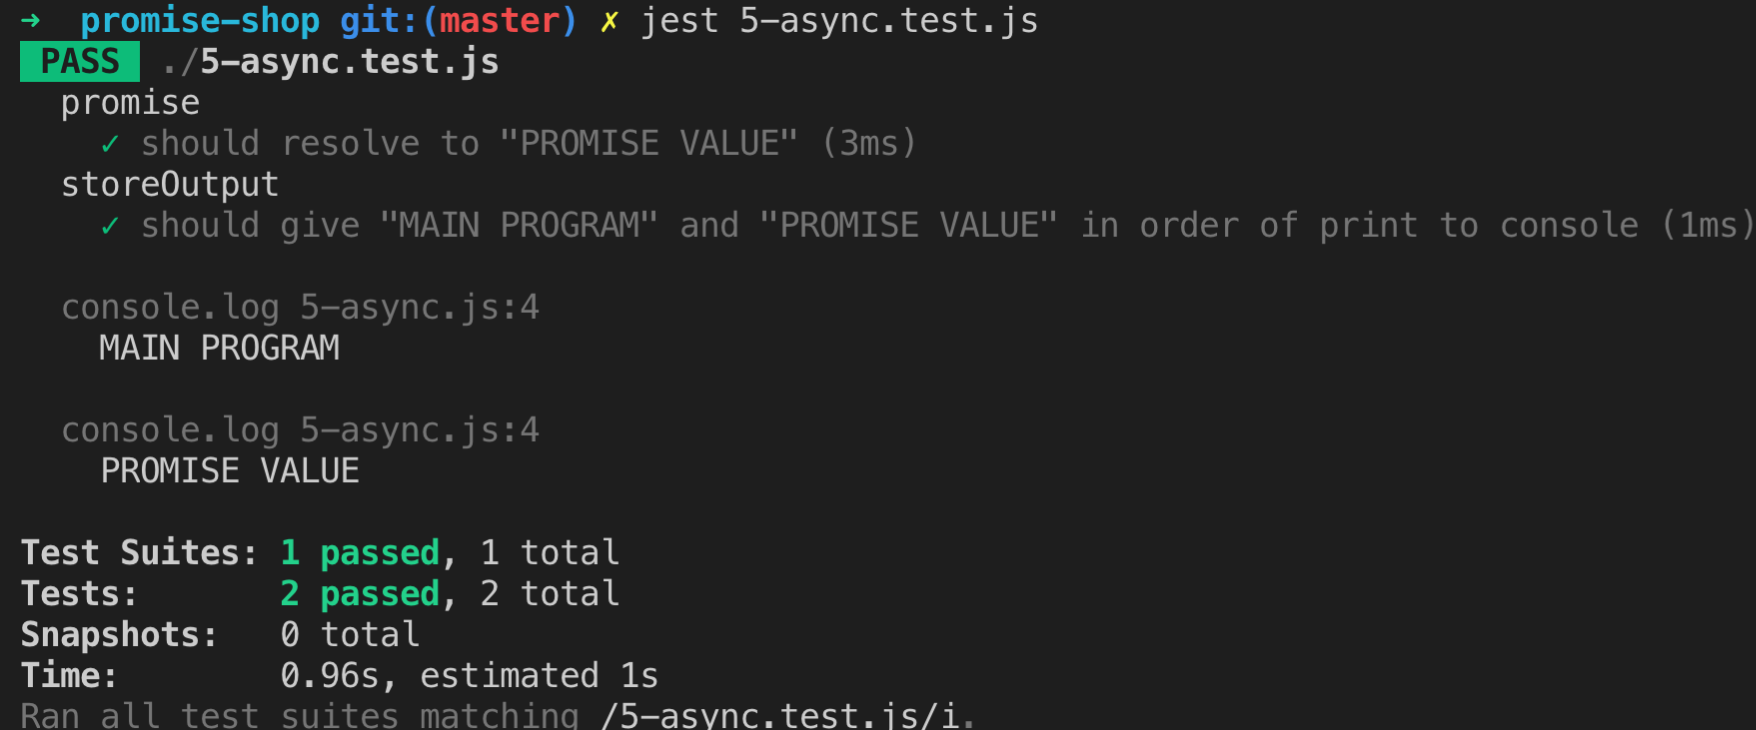 ➜  promise-shop git:(master) ✗ jest 5-async.test.js
PASS ./5-async.test.js
promise
✓ should resolve to "PROMISE VALUE" (3ms)
storeOutput
✓ should give "MAIN PROGRAM" and "PROMISE VALUE" in order of print to console (1ms)
console.log 5-async.js:4
MAIN PROGRAM
console.log 5-async.js:4
PROMISE VALUE
Test Suites: 1 passed, 1 total
Tests:       2 passed, 2 total
Snapshots:   0 total
Time:        0.96s, estimated 1s
Ran all test suites matching /5-async.test.js/i.